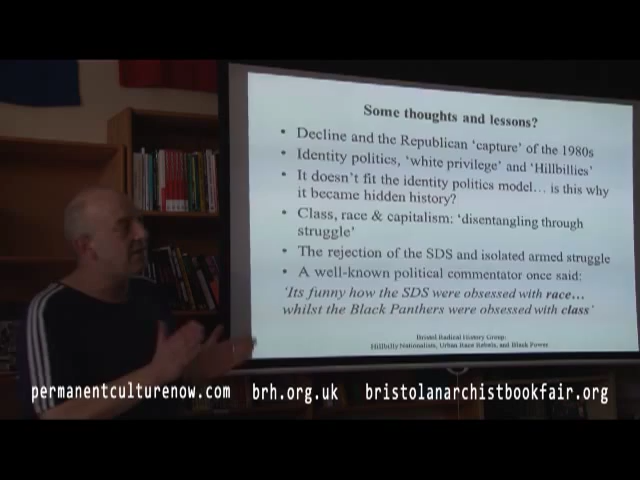 Some thoughts and lessons?
• Decline and the Republican 'capture' of the 1980s
• Identity politics, 'white privilege' and 'Hillbillies'
• It doesn't fit the identity politics model... is this why
it became hidden history?
• Class, race & capitalism: 'disentangling through
struggle'
• The rejection of the SDS and isolated armed struggle
• A well-known political commentator once said:
'Its funny how the SDS were obsessed with race...
whilst the Black Panthers were obsessed with class'
Bristol Radical History Group:
Hillbilly Nationalists, Urban Race Rebels, and Black Power
permanentculturenow.com brh.org.uk bristolanarchistbookfair.org